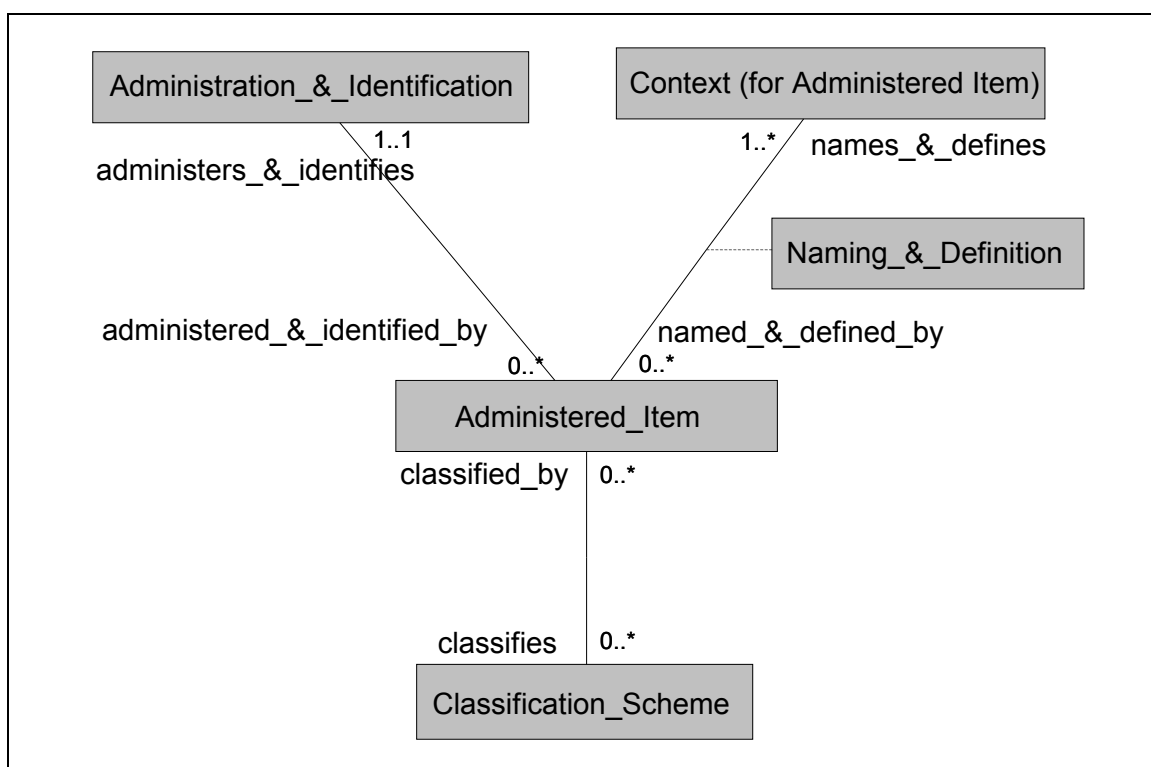 Administration_&_Identification
Context (for Administered Item)
1..1
1..*
names_&_defines
administers_&_identifies
Naming_&_Definition
administered_&_identified_by
named_&_defined_by
0..*
0..*
Administered_Item
classified_by
0..*
classifies
0..*
Classification_Scheme